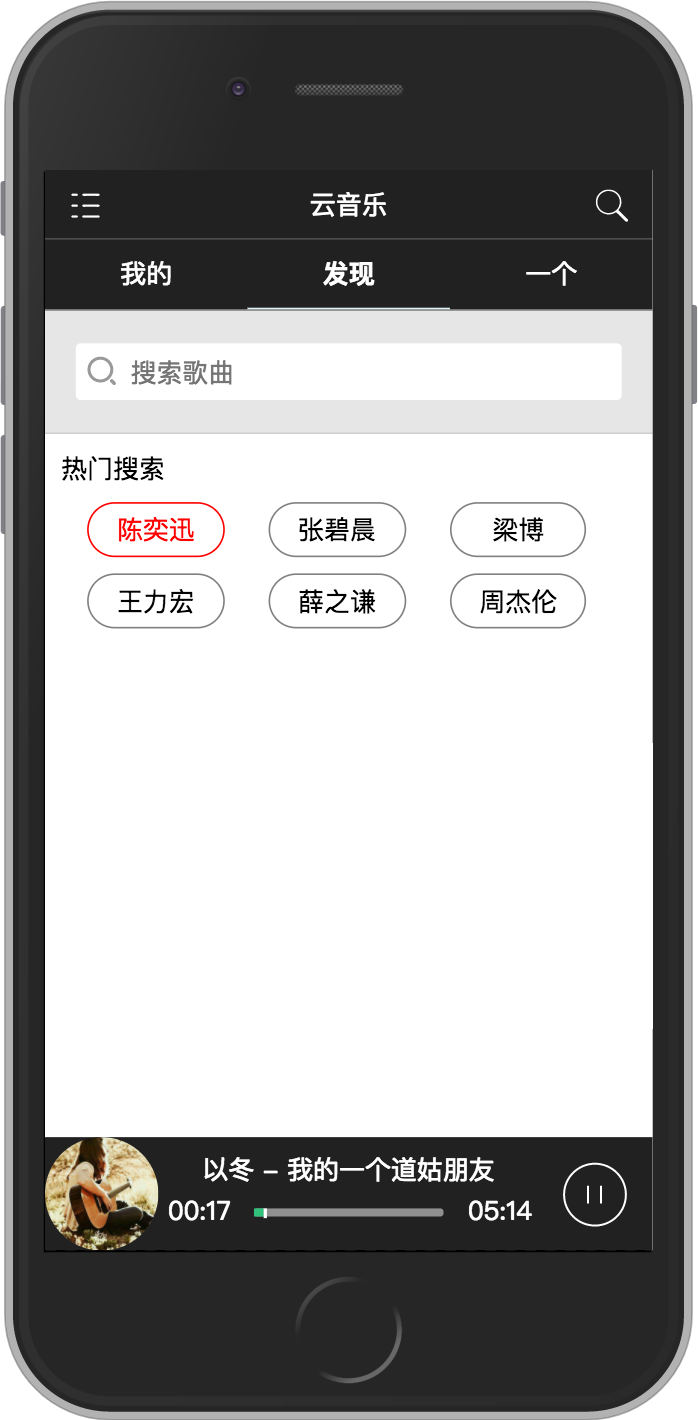 云音乐
我的 发现 一个
搜索歌曲
热门搜索
陈奕迅 张碧晨 梁博
王力宏 薛之谦 周杰伦
以冬 – 我的一个道姑朋友
00:17 05:14